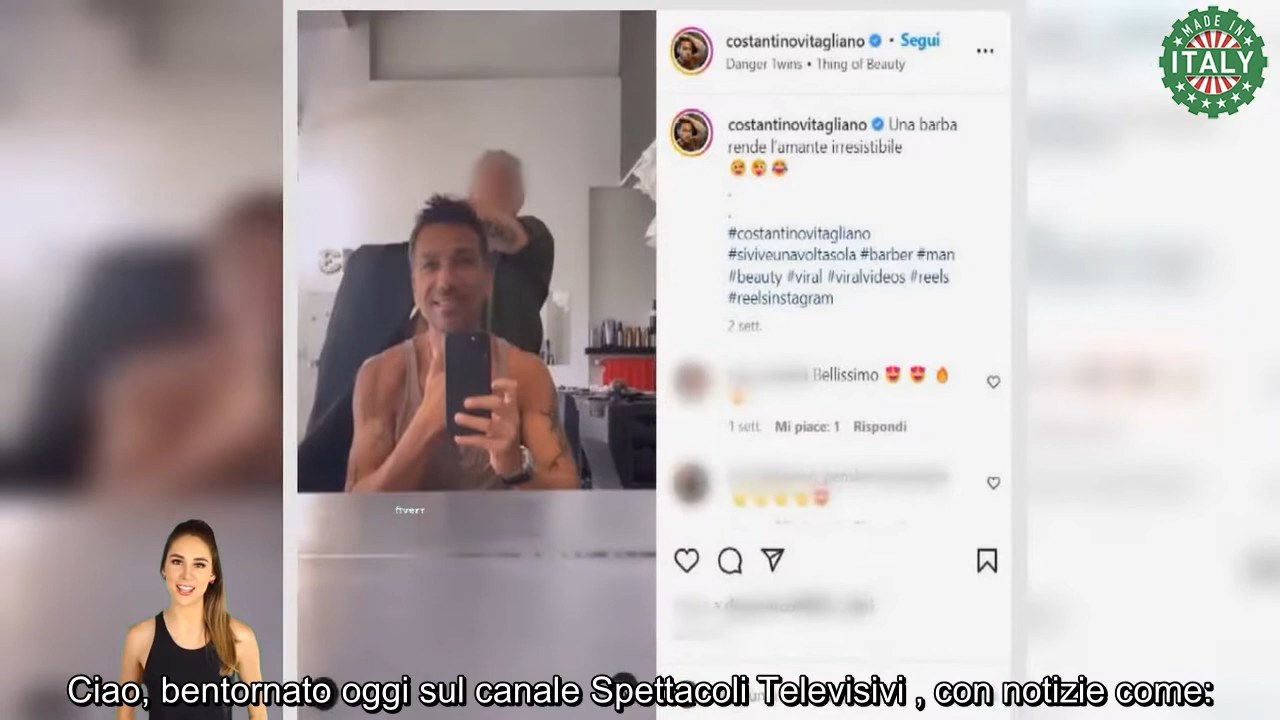 costantinovitagliano • Segui
Danger Twins • Thing of Beauty
MADE IN
ITALY
costantinovitagliano Una barba
rende l'amante irresistibile
.
.
#costantinovitagliano
#siviveunavoltasola #barber #man
#beauty #viral #viralvideos #reels
#reelsinstagram
2 sett.
Bellissimo
1 sett. Mi piace: 1 Rispondi
fiverr
Ciao, bentornato oggi sul canale Spettacoli Televisivi , con notizie come: